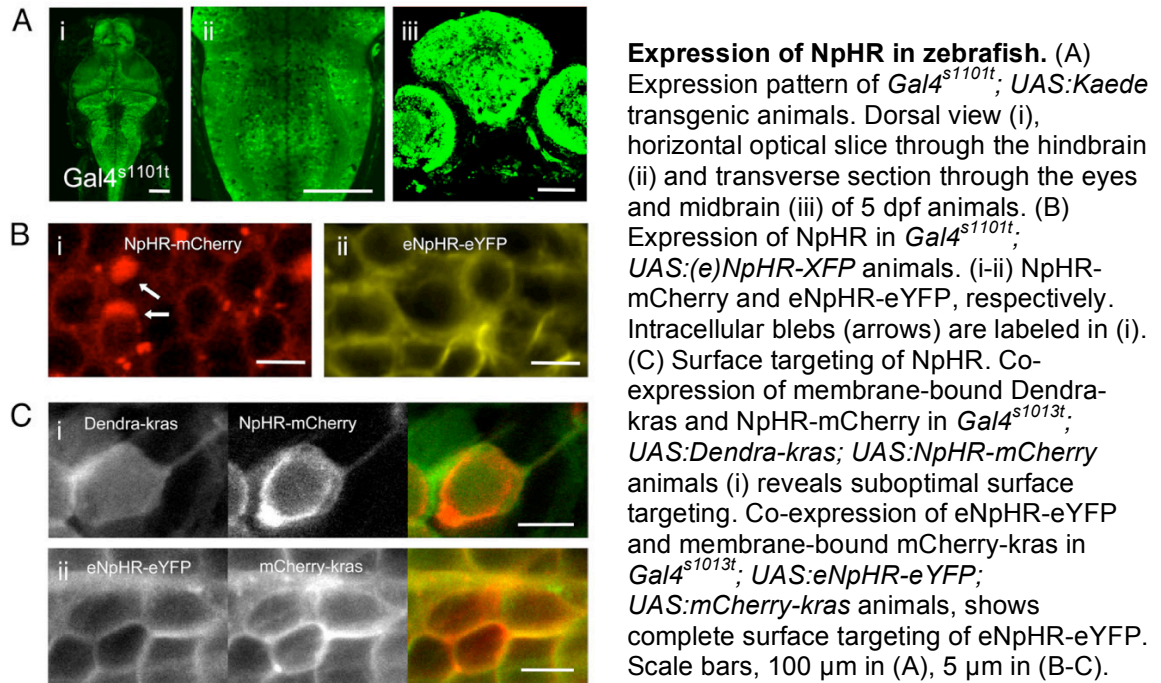 A
i
ii
iii
Gal4s1101t
B
i
NpHR-mCherry
ii
eNpHR-eYFP
C
i
Dendra-kras
NpHR-mCherry
ii
eNpHR-eYFP
mCherry-kras
Expression of NpHR in zebrafish. (A)
Expression pattern of Gal4s1101t; UAS:Kaede
transgenic animals. Dorsal view (i),
horizontal optical slice through the hindbrain
(ii) and transverse section through the eyes
and midbrain (iii) of 5 dpf animals. (B)
Expression of NpHR in Gal4s1101t;
UAS:(e)NpHR-XFP animals. (i-ii) NpHR-
mCherry and eNpHR-eYFP, respectively.
Intracellular blebs (arrows) are labeled in (i).
(C) Surface targeting of NpHR. Co-
expression of membrane-bound Dendra-
kras and NpHR-mCherry in Gal4s1013t;
UAS:Dendra-kras; UAS:NpHR-mCherry
animals (i) reveals suboptimal surface
targeting. Co-expression of eNpHR-eYFP
and membrane-bound mCherry-kras in
Gal4s1013t; UAS:eNpHR-eYFP;
UAS:mCherry-kras animals, shows
complete surface targeting of eNpHR-eYFP.
Scale bars, 100 µm in (A), 5 µm in (B-C).